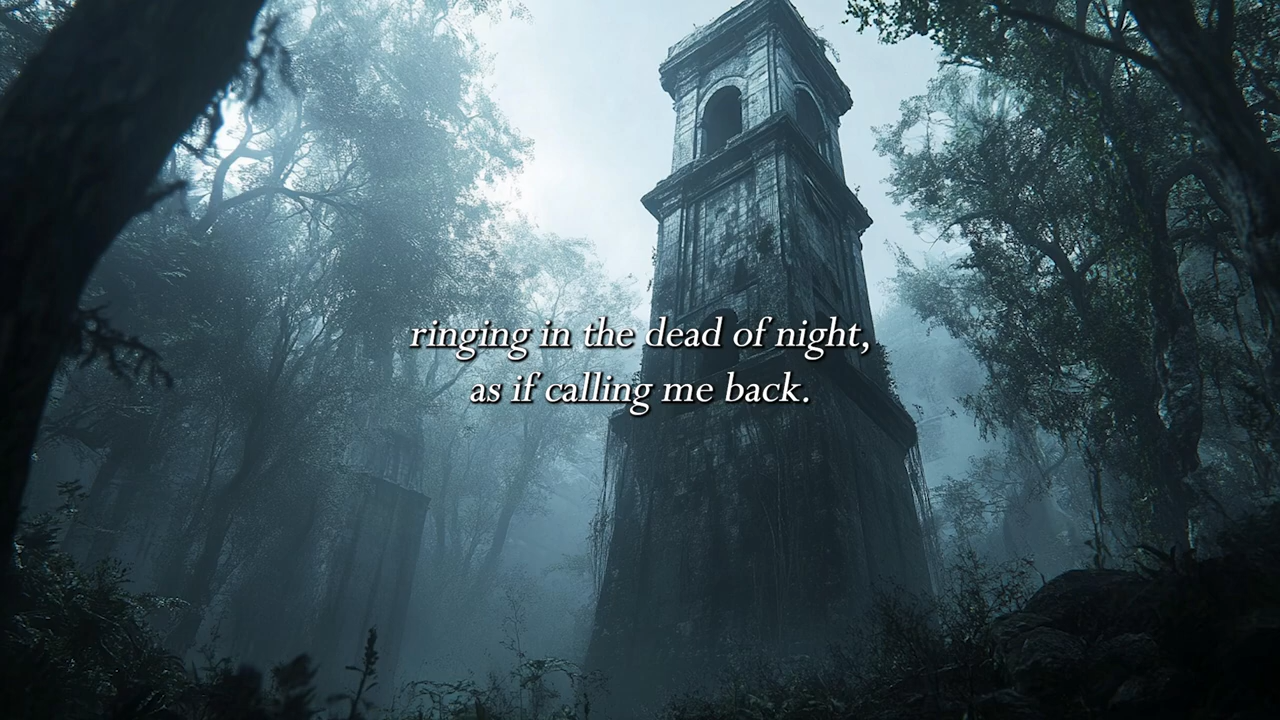 ringing in the dead of night,
as if calling me back.